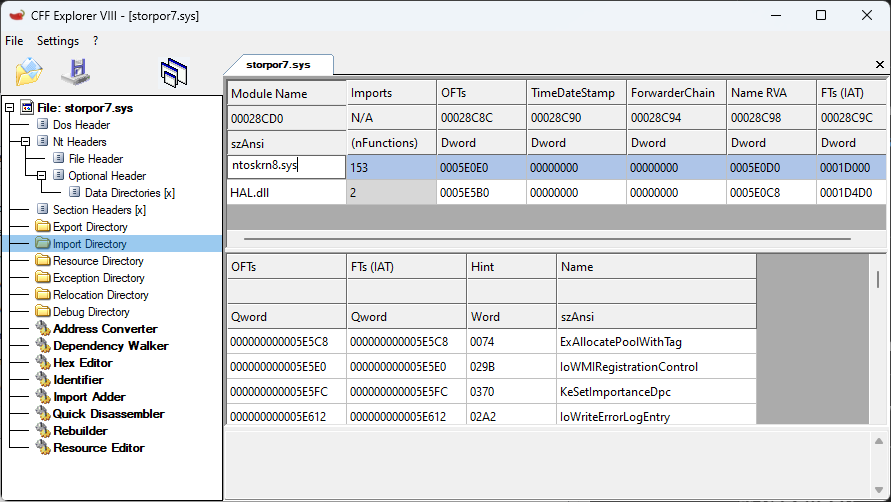 CFF Explorer VIII - [storpor7.sys]
File Settings ?
storpor7.sys
File: storpor7.sys
Dos Header
Nt Headers
File Header
Optional Header
Data Directories [x]
Section Headers [x]
Export Directory
Import Directory
Resource Directory
Exception Directory
Relocation Directory
Debug Directory
Address Converter
Dependency Walker
Hex Editor
Identifier
Import Adder
Quick Disassembler
Rebuilder
Resource Editor
Module Name Imports OFTs TimeDateStamp ForwarderChain Name RVA FTs (IAT)
00028CD0 N/A 00028C8C 00028C90 00028C94 00028C98 00028C9C
szAnsi (nFunctions) Dword Dword Dword Dword Dword
ntoskrn8.sys 153 0005E0E0 00000000 00000000 0005E0D0 0001D000
HAL.dll 2 0005E5B0 00000000 00000000 0005E0C8 0001D4D0
OFTs FTs (IAT) Hint Name
Qword Qword Word szAnsi
000000000005E5C8 000000000005E5C8 0074 ExAllocatePoolWithTag
000000000005E5E0 000000000005E5E0 029B IoWMIRegistrationControl
000000000005E5FC 000000000005E5FC 0370 KeSetImportanceDpc
000000000005E612 000000000005E612 02A2 IoWriteErrorLogEntry